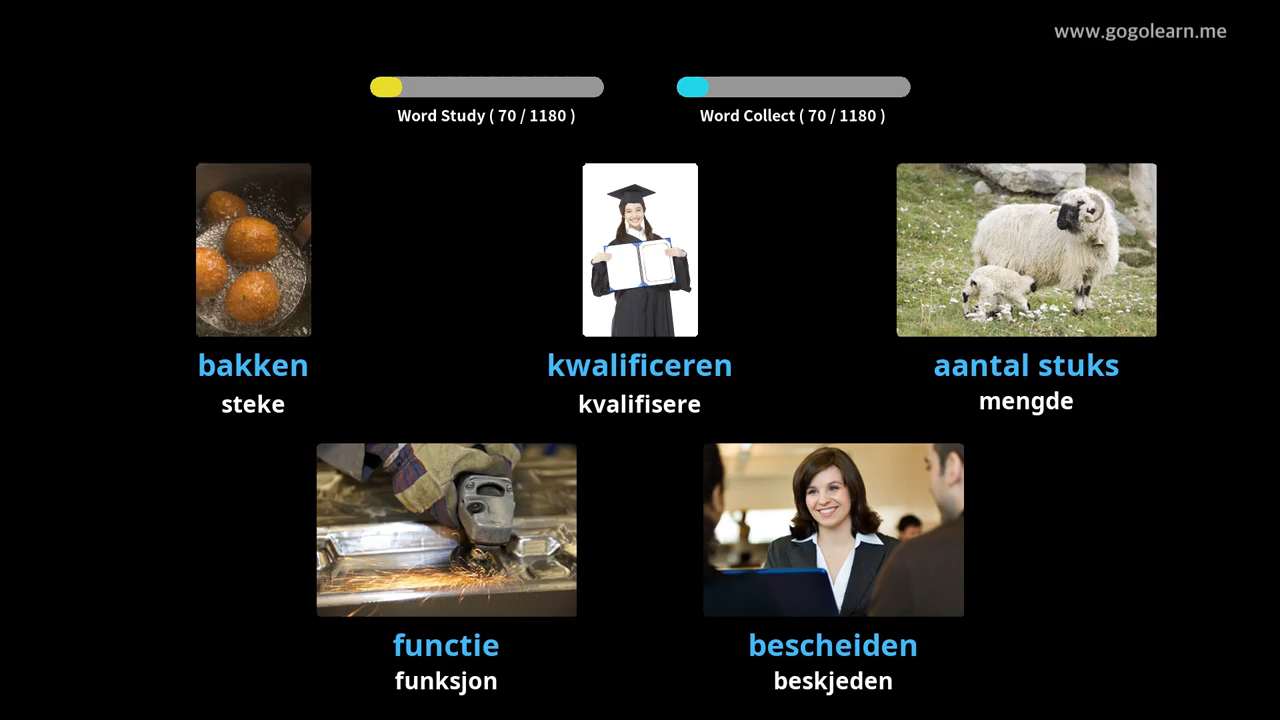 www.gogolearn.me
Word Study ( 70 / 1180 )
Word Collect ( 70 / 1180 )
bakken
steke
kwalificeren
kvalifisere
aantal stuks
mengde
functie
funksjon
bescheiden
beskjeden